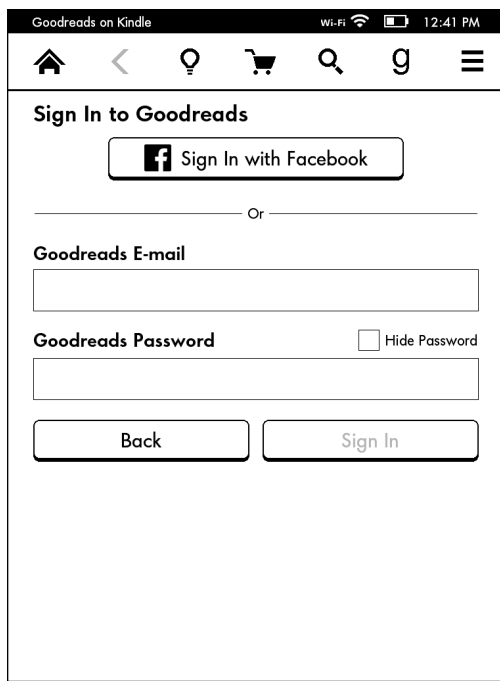 Goodreads on Kindle Wi-Fi 12:41 PM
g
Sign In to Goodreads
f Sign In with Facebook
Or
Goodreads E-mail
Goodreads Password Hide Password
Back Sign In